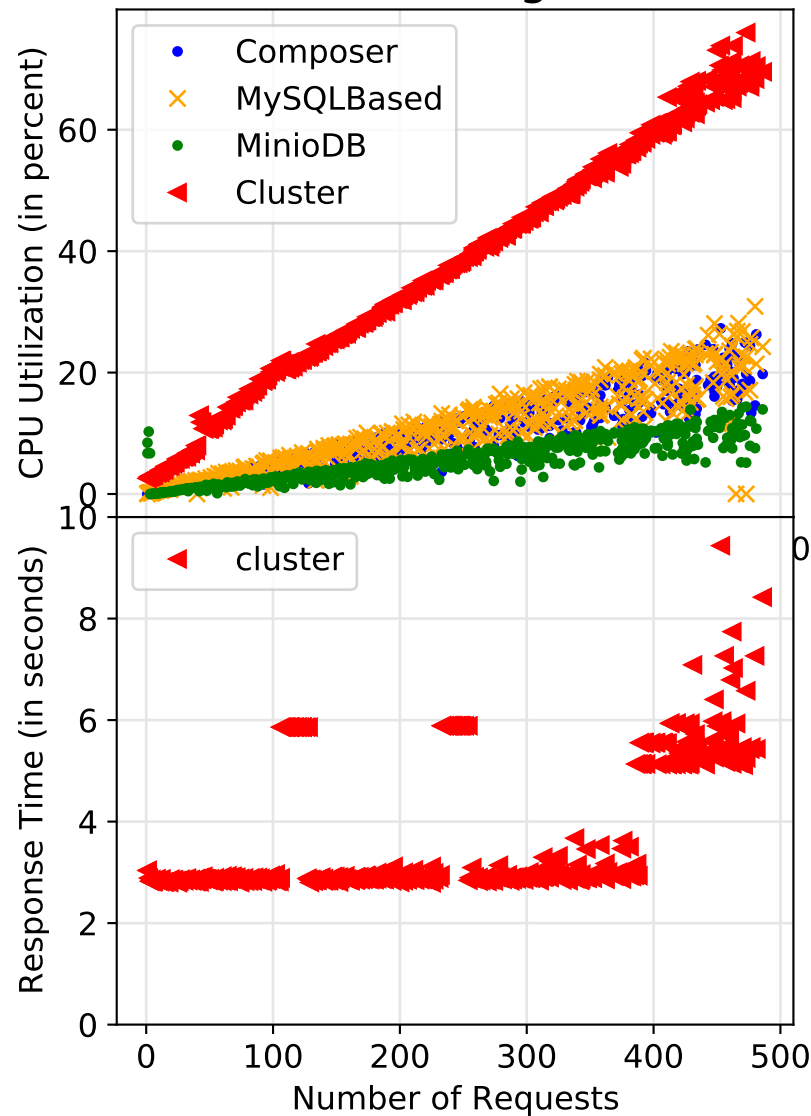 Composer
MySQLBased
MinioDB
Cluster
CPU Utilization (in percent)
60
40
20
0
10
0
cluster
Response Time (in seconds)
8
6
4
2
0
0 100 200 300 400 500
Number of Requests